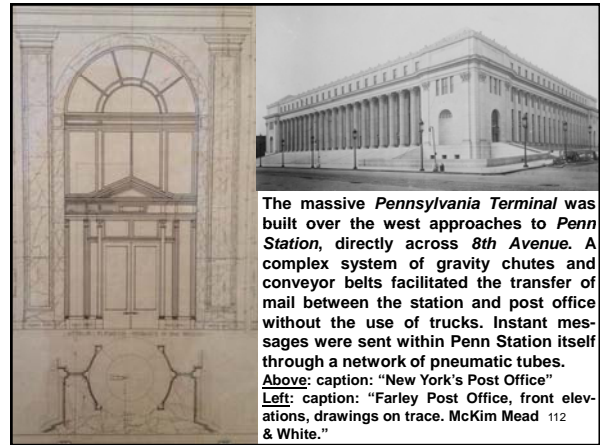 The massive Pennsylvania Terminal was
built over the west approaches to Penn
Station, directly across 8th Avenue. A
complex system of gravity chutes and
conveyor belts facilitated the transfer of
mail between the station and post office
without the use of trucks. Instant mes-
sages were sent within Penn Station itself
through a network of pneumatic tubes.
Above: caption: “New York’s Post Office”
Left: caption: “Farley Post Office, front elev-
ations, drawings on trace. McKim Mead 112
& White.”